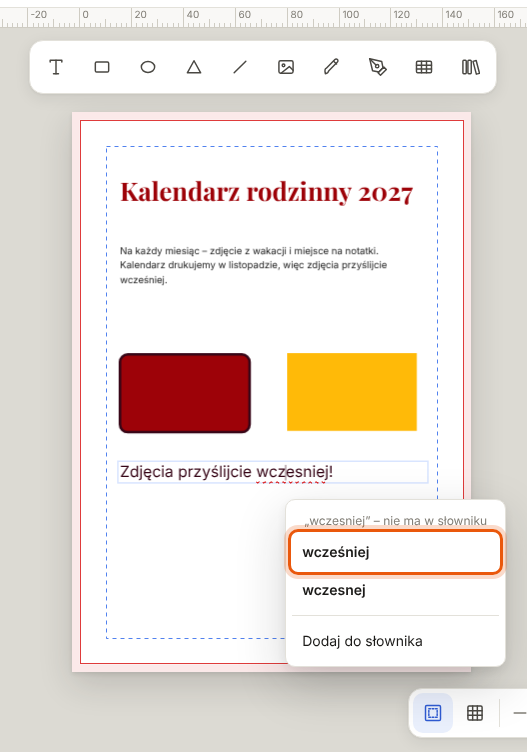 -20 0 20 40 60 80 100 120 140 160
Kalendarz rodzinny 2027
Na każdy miesiąc – zdjęcie z wakacji i miejsce na notatki.
Kalendarz drukujemy w listopadzie, więc zdjęcia przyślijcie
wcześniej.
Zdjęcia przyślijcie wczesniej!
„wczesniej” – nie ma w słowniku
wcześniej
wczesnej
Dodaj do słownika